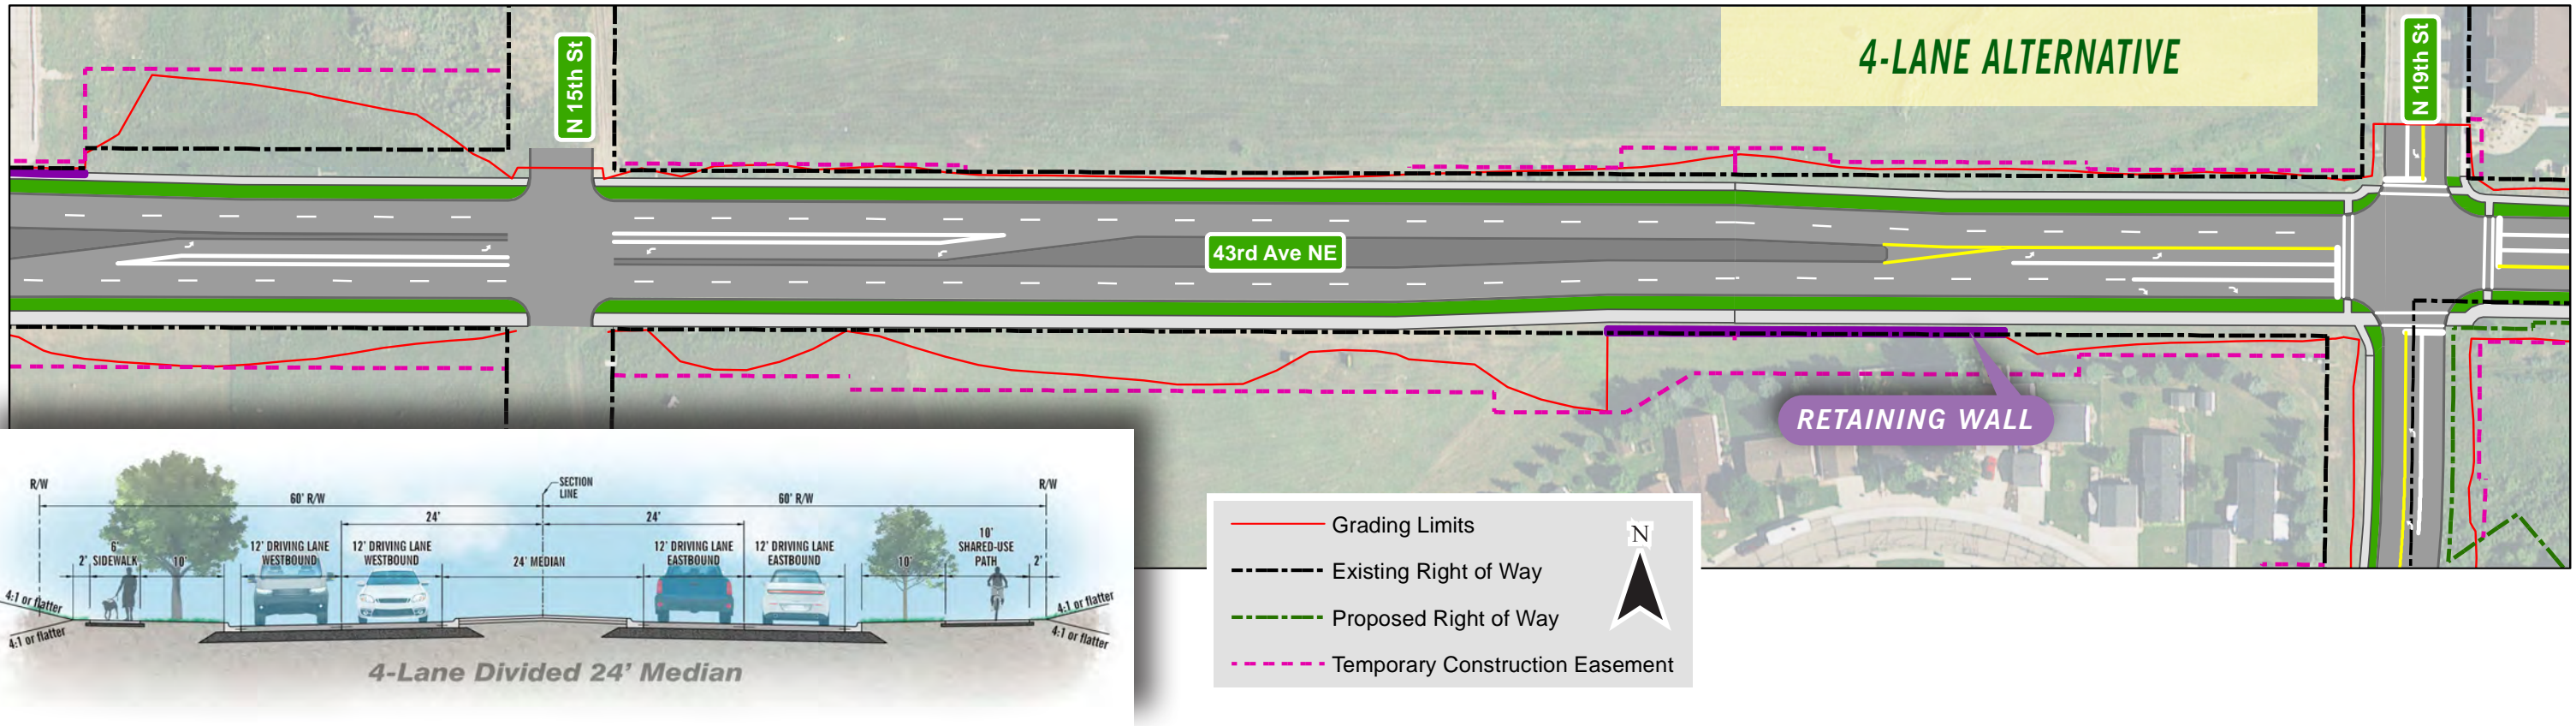 4-LANE ALTERNATIVE
N 15th St
N 19th St
43rd Ave NE
RETAINING WALL
R/W
60' R/W
SECTION
LINE
60' R/W
R/W
24'
24'
2'
6'
SIDEWALK
10'
12' DRIVING LANE
WESTBOUND
12' DRIVING LANE
WESTBOUND
24' MEDIAN
12' DRIVING LANE
EASTBOUND
12' DRIVING LANE
EASTBOUND
10'
10'
SHARED-USE
PATH
2'
4:1 or flatter
4:1 or flatter
4:1 or flatter
4:1 or flatter
4-Lane Divided 24' Median
Grading Limits
Existing Right of Way
Proposed Right of Way
Temporary Construction Easement
N